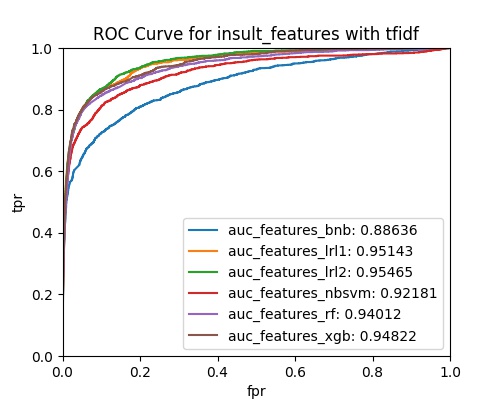 ROC Curve for insult_features with tfidf
1.0
0.8
0.6
0.4
0.2
0.0
tpr
auc_features_bnb: 0.88636
auc_features_lrl1: 0.95143
auc_features_lrl2: 0.95465
auc_features_nbsvm: 0.92181
auc_features_rf: 0.94012
auc_features_xgb: 0.94822
0.0 0.2 0.4 0.6 0.8 1.0
fpr